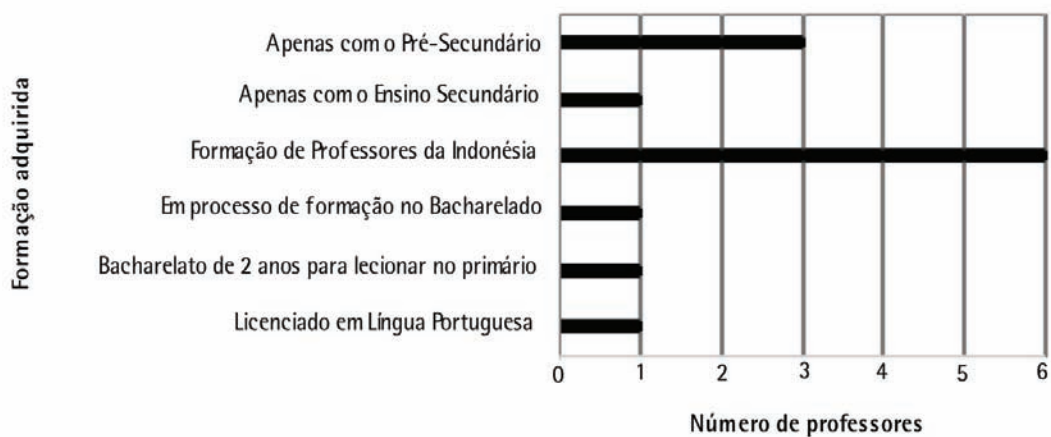 Formação adquirida
Apenas com o Pré-Secundário
Apenas com o Ensino Secundário
Formação de Professores da Indonésia
Em processo de formação no Bacharelado
Bacharelato de 2 anos para lecionar no primário
Licenciado em Língua Portuguesa
0 1 2 3 4 5 6
Número de professores